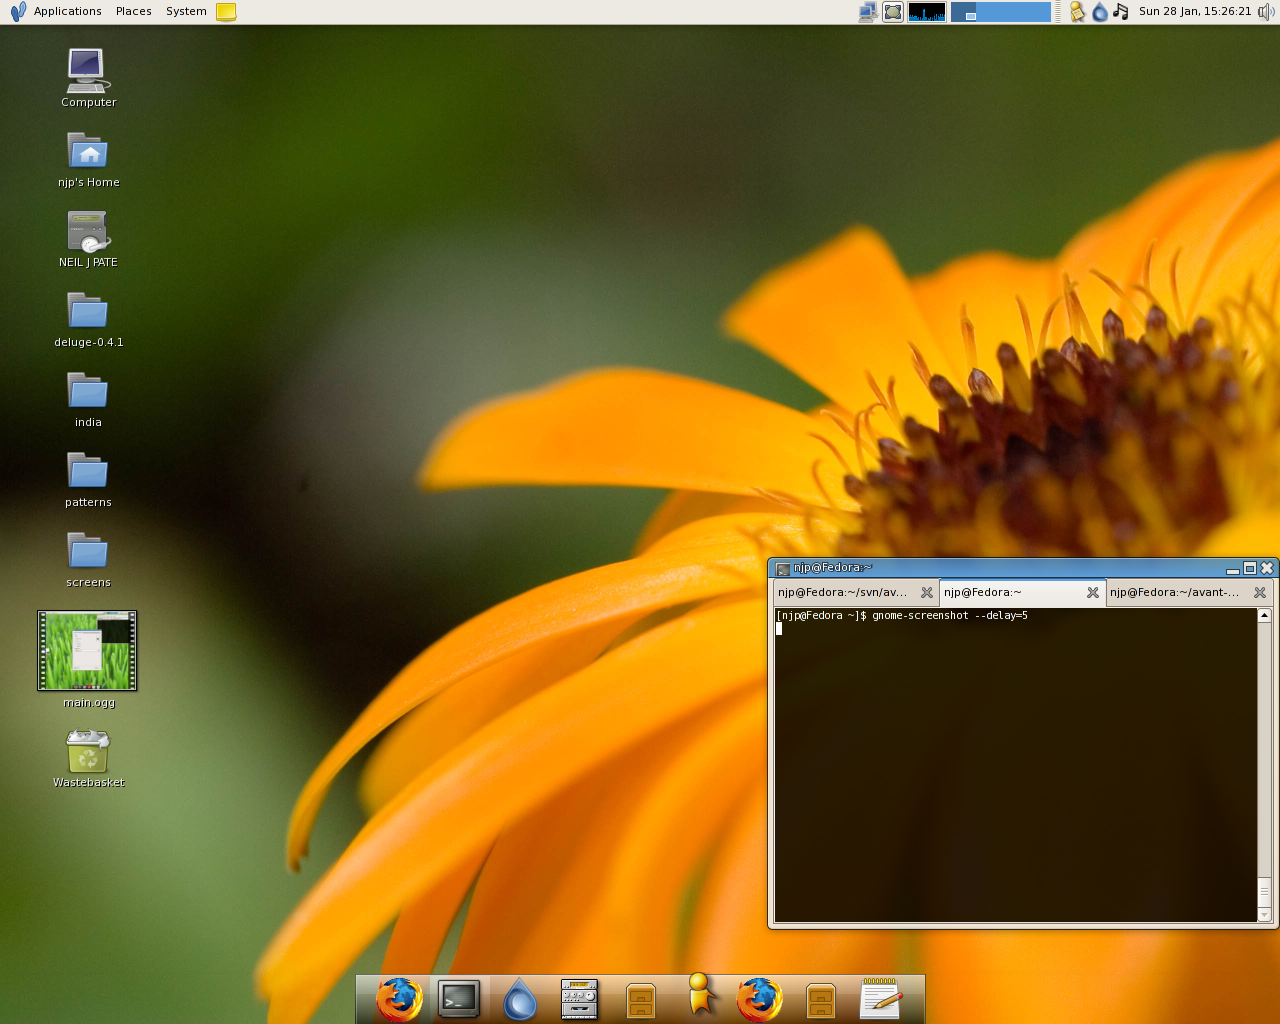 Applications Places System
Sun 28 Jan, 15:26:21
Computer
njp's Home
NEIL J PATE
deluge-0.4.1
india
patterns
screens
main.ogg
Wastebasket
njp@Fedora:~
njp@Fedora:~/svn/av... njp@Fedora:~ njp@Fedora:~/avant-...
[njp@Fedora ~]$ gnome-screenshot --delay=5